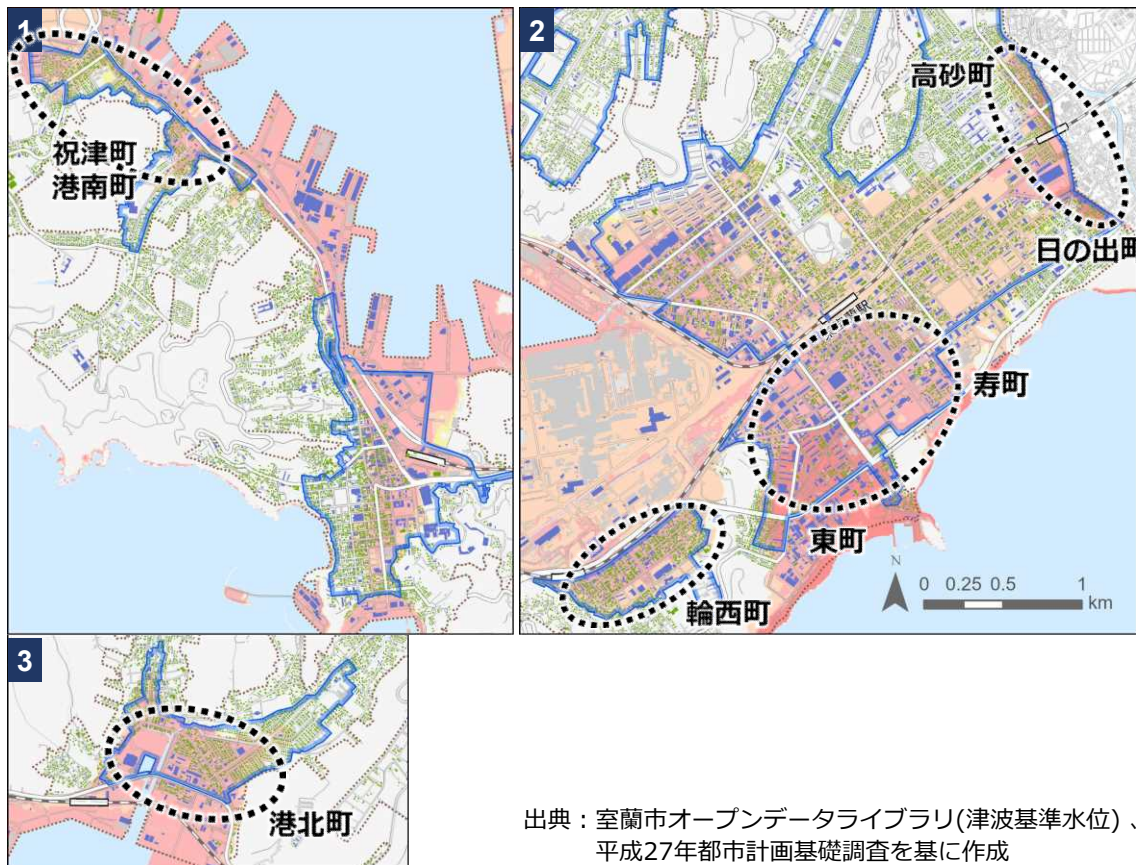 1
祝津町
港南町
2
高砂町
日の出町
寿町
東町
輪西町
N
0 0.25 0.5 1
km
3
港北町
出典：室蘭市オープンデータライブラリ(津波基準水位) 、
平成27年都市計画基礎調査を基に作成